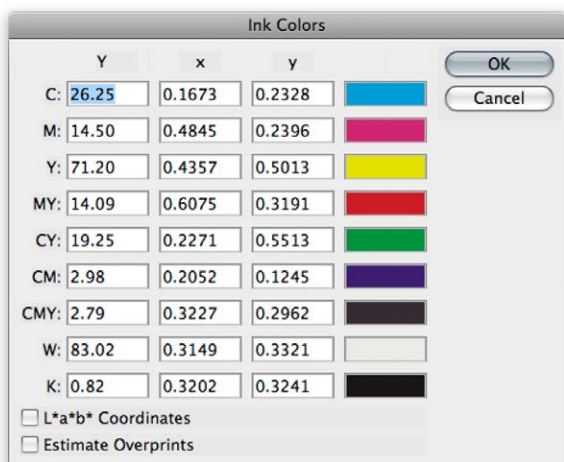 Ink Colors
Y x y OK
C: 26.25 0.1673 0.2328
Cancel
M: 14.50 0.4845 0.2396
Y: 71.20 0.4357 0.5013
MY: 14.09 0.6075 0.3191
CY: 19.25 0.2271 0.5513
CM: 2.98 0.2052 0.1245
CMY: 2.79 0.3227 0.2962
W: 83.02 0.3149 0.3321
K: 0.82 0.3202 0.3241
L*a*b* Coordinates
Estimate Overprints